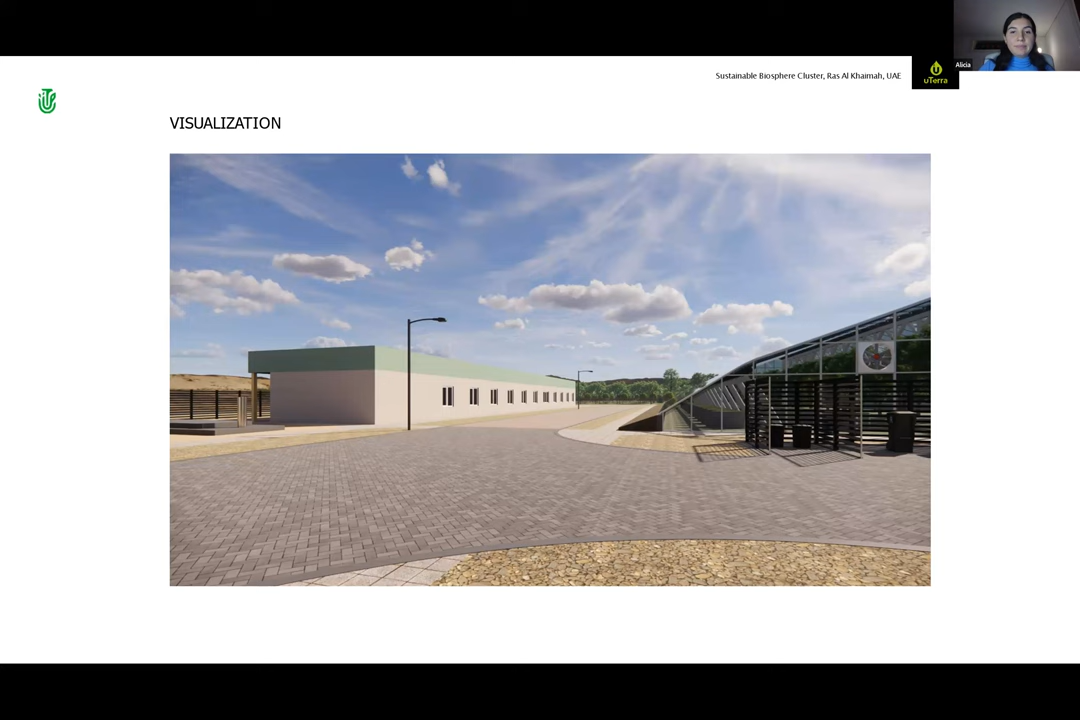 Alicia
Sustainable Biosphere Cluster, Ras Al Khaimah, UAE
uTerra
VISUALIZATION